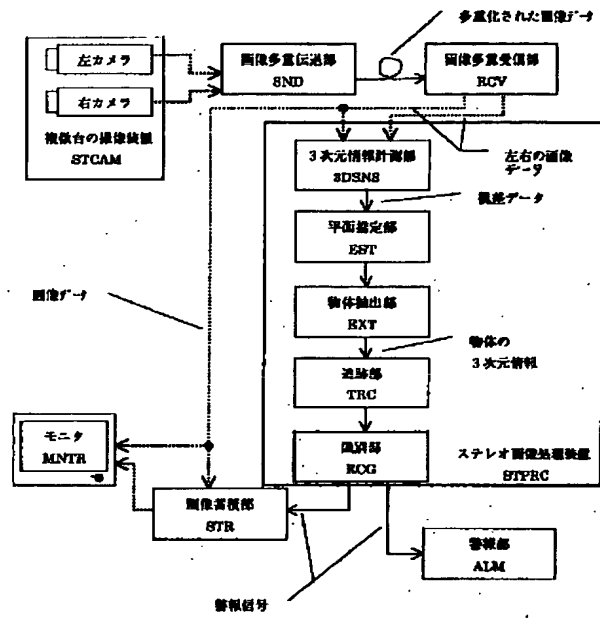 多重化された画像データ
左カメラ
右カメラ
複数台の撮像装置
STCAM
画像多重伝送部
SND
画像多重受信部
RCV
左右の画像
データ
3次元情報計測部
3DSNS
視差データ
平面推定部
EST
画像データ
物体抽出部
EXT
物体の
3次元情報
追跡部
TRC
モニタ
MNTR
識別部
RCG
ステレオ画像処理装置
STPRC
画像蓄積部
STR
警報部
ALM
警報信号